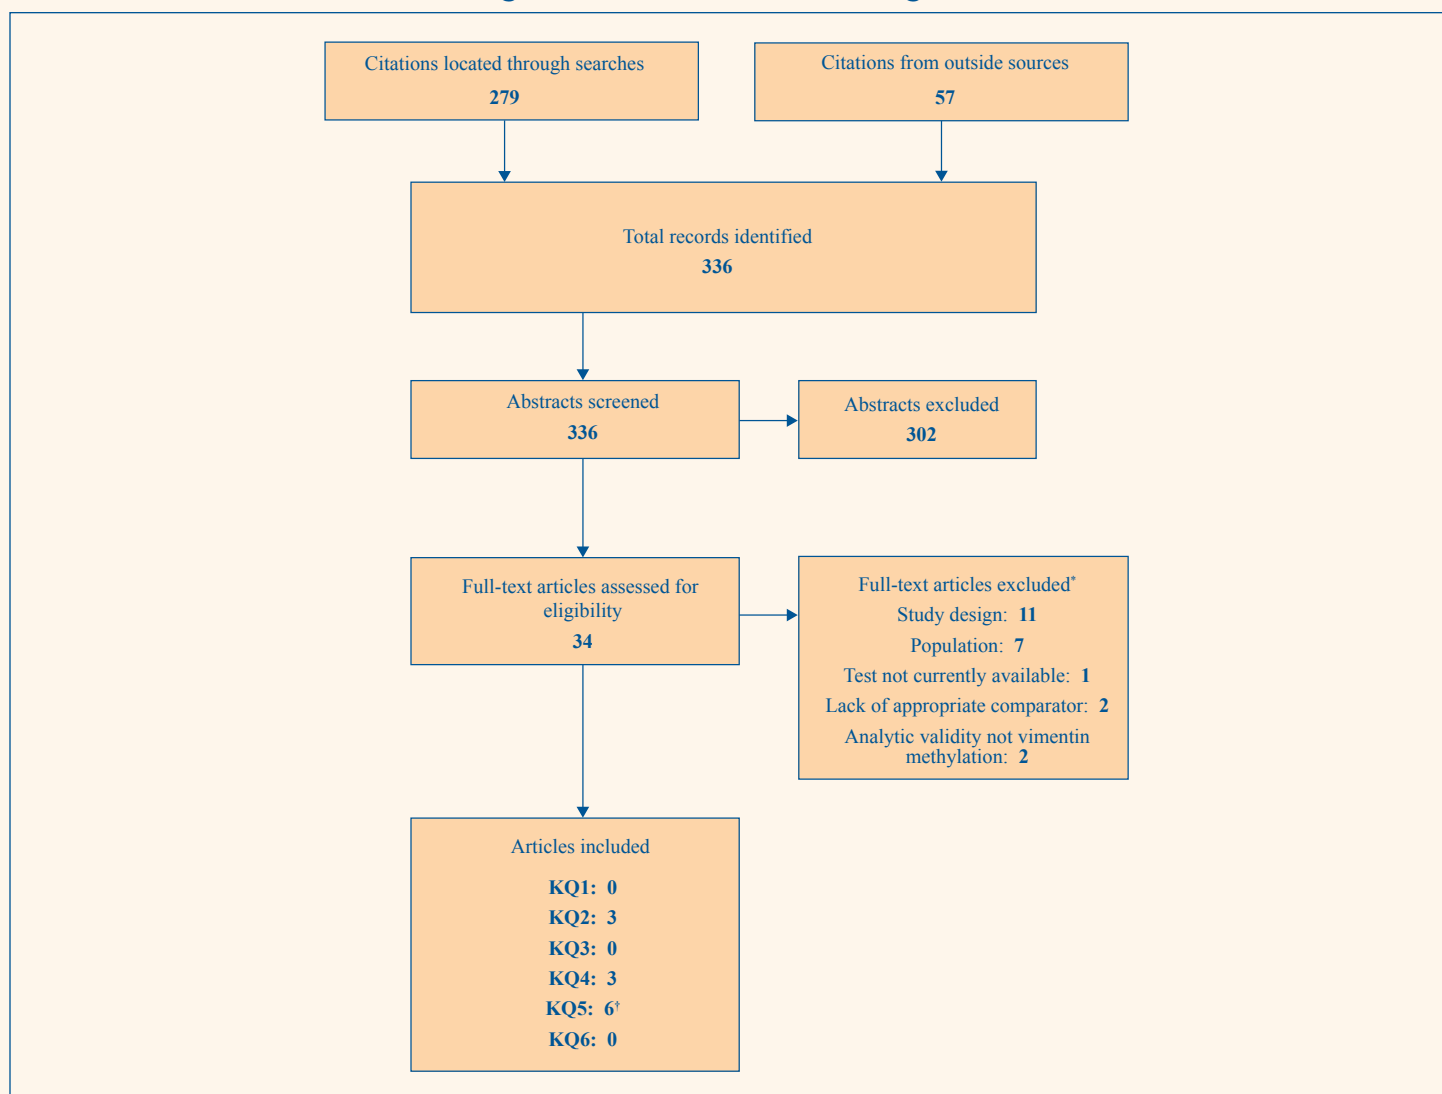 Citations located through searches
279
Citations from outside sources
57
Total records identified
336
Abstracts screened
336
Abstracts excluded
302
Full-text articles assessed for
eligibility
34
Full-text articles excluded*
Study design: 11
Population: 7
Test not currently available: 1
Lack of appropriate comparator: 2
Analytic validity not vimentin
methylation: 2
Articles included
KQ1: 0
KQ2: 3
KQ3: 0
KQ4: 3
KQ5: 6†
KQ6: 0